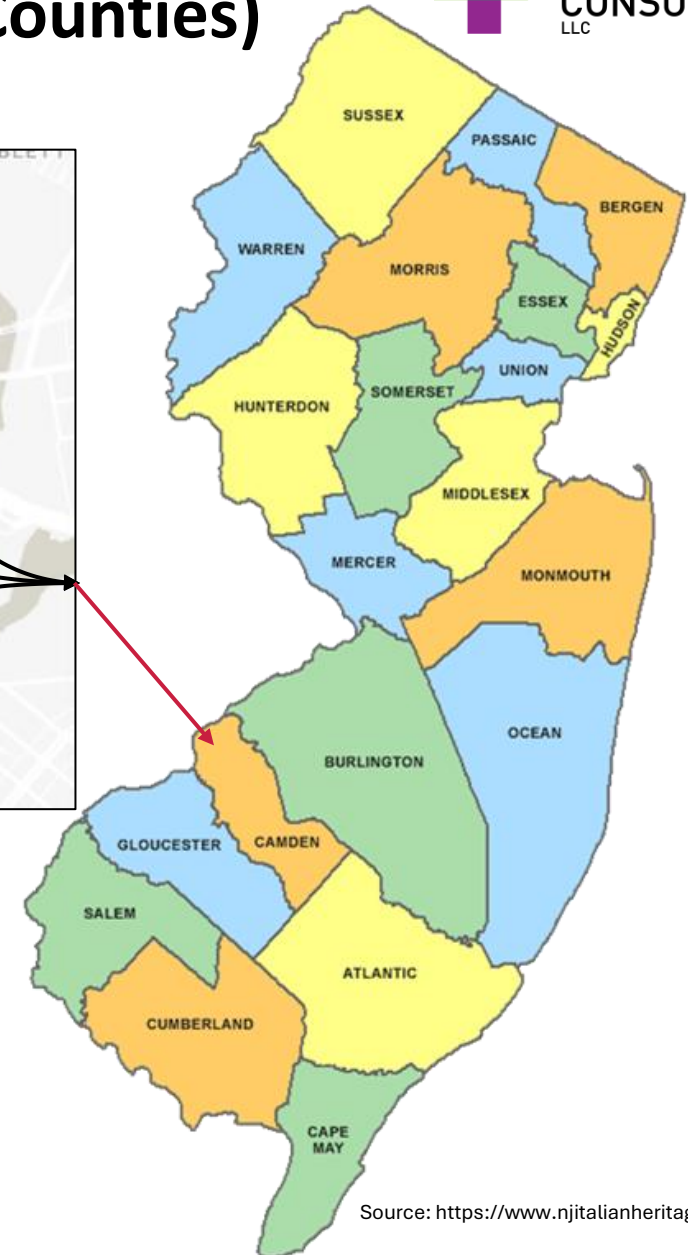 Counties)
LLC
SUSSEX
PASSAIC
BERGEN
WARREN
MORRIS
ESSEX
HUDSON
UNION
SOMERSET
HUNTERDON
MIDDLESEX
MERCER
MONMOUTH
OCEAN
BURLINGTON
CAMDEN
GLOUCESTER
SALEM
ATLANTIC
CUMBERLAND
CAPE
MAY
Source: https://www.njitalianheritag